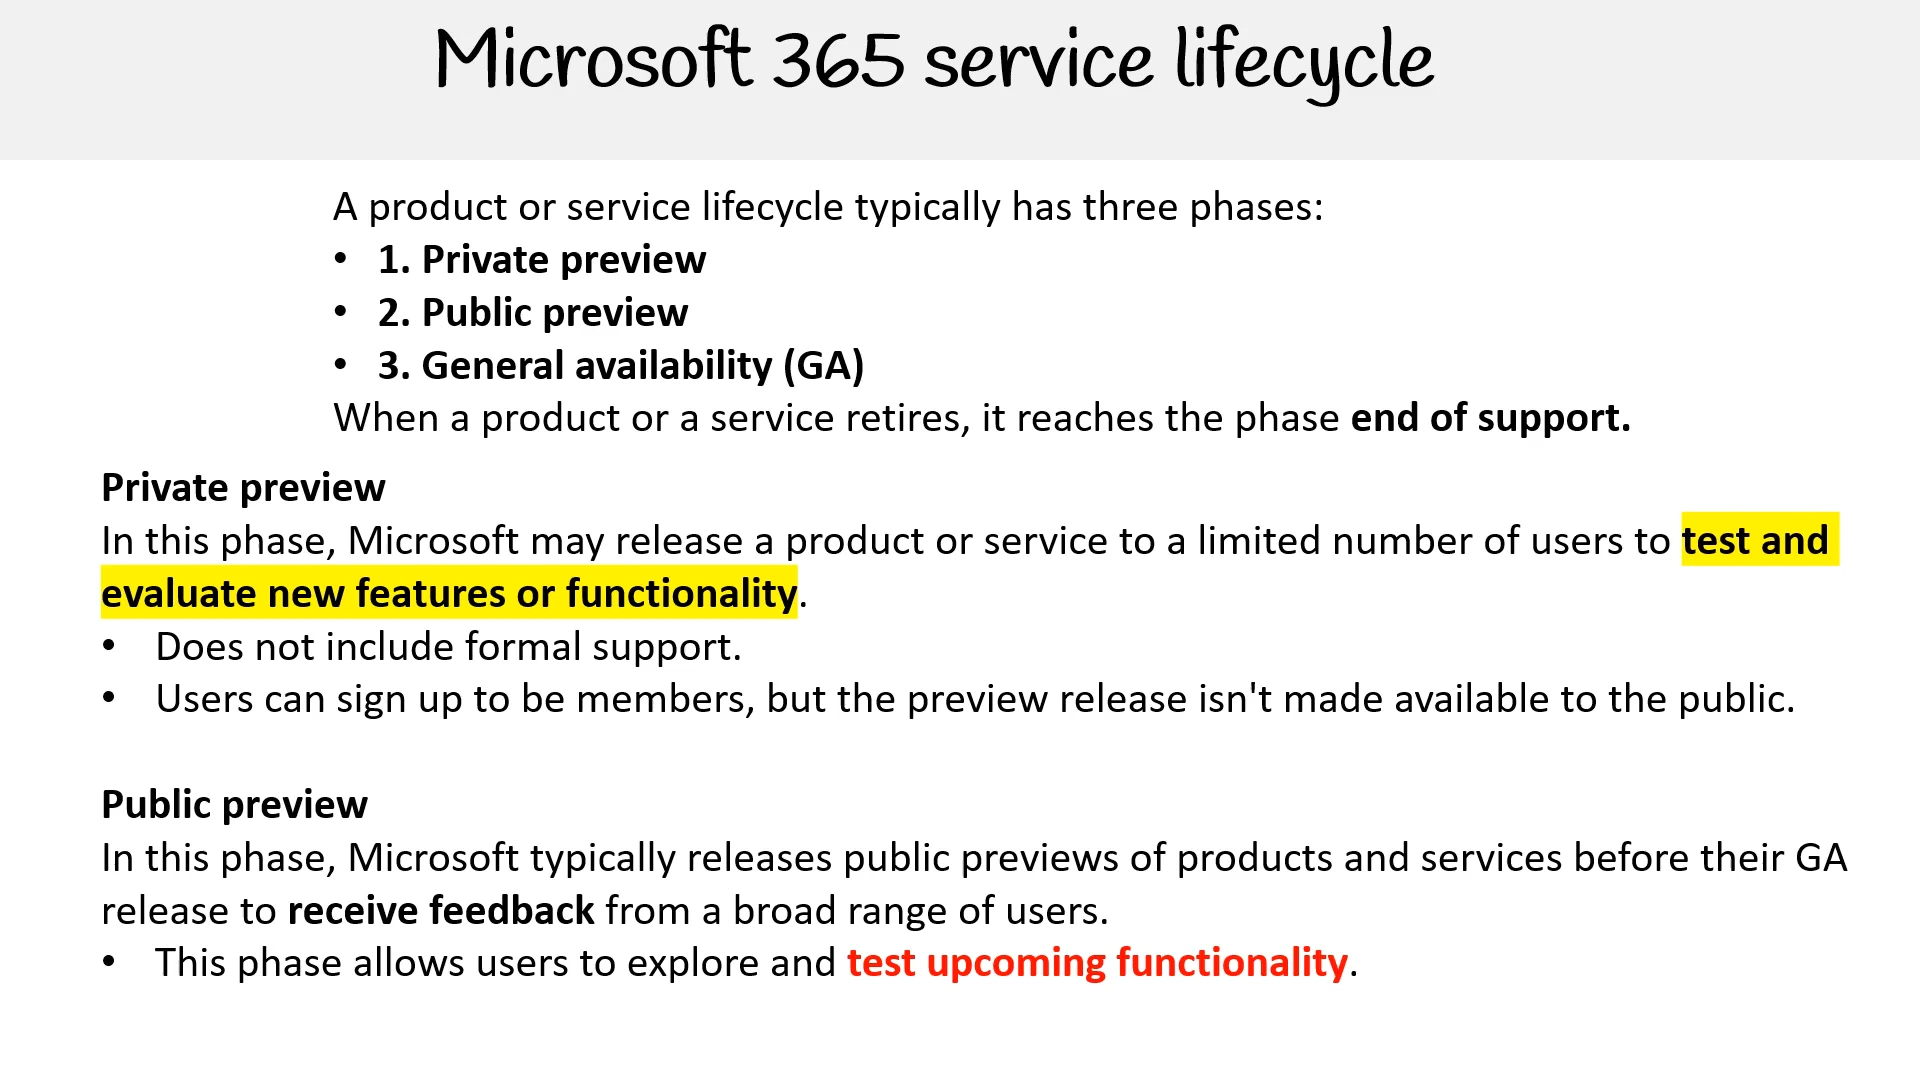 Microsoft 365 service lifecycle
A product or service lifecycle typically has three phases:
• 1. Private preview
• 2. Public preview
• 3. General availability (GA)
When a product or a service retires, it reaches the phase end of support.
Private preview
In this phase, Microsoft may release a product or service to a limited number of users to test and
evaluate new features or functionality.
• Does not include formal support.
• Users can sign up to be members, but the preview release isn't made available to the public.
Public preview
In this phase, Microsoft typically releases public previews of products and services before their GA
release to receive feedback from a broad range of users.
• This phase allows users to explore and test upcoming functionality.